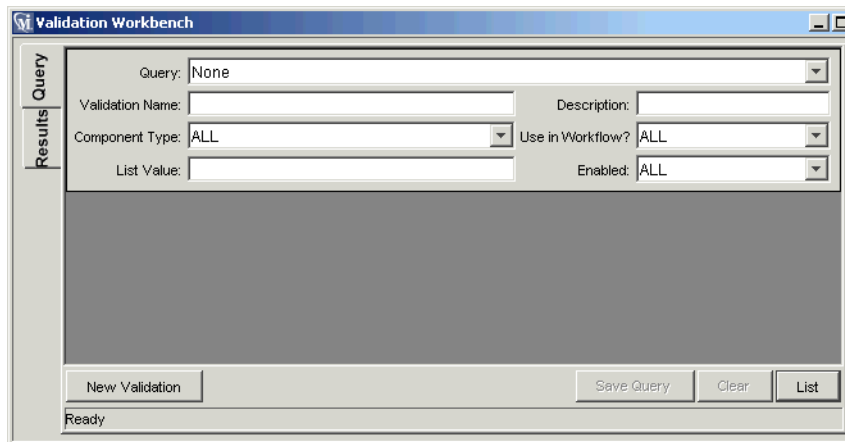 Validation Workbench
Query
Results
Query: None
Validation Name: Description:
Component Type: ALL Use in Workflow? ALL
List Value: Enabled: ALL
New Validation Save Query Clear List
Ready